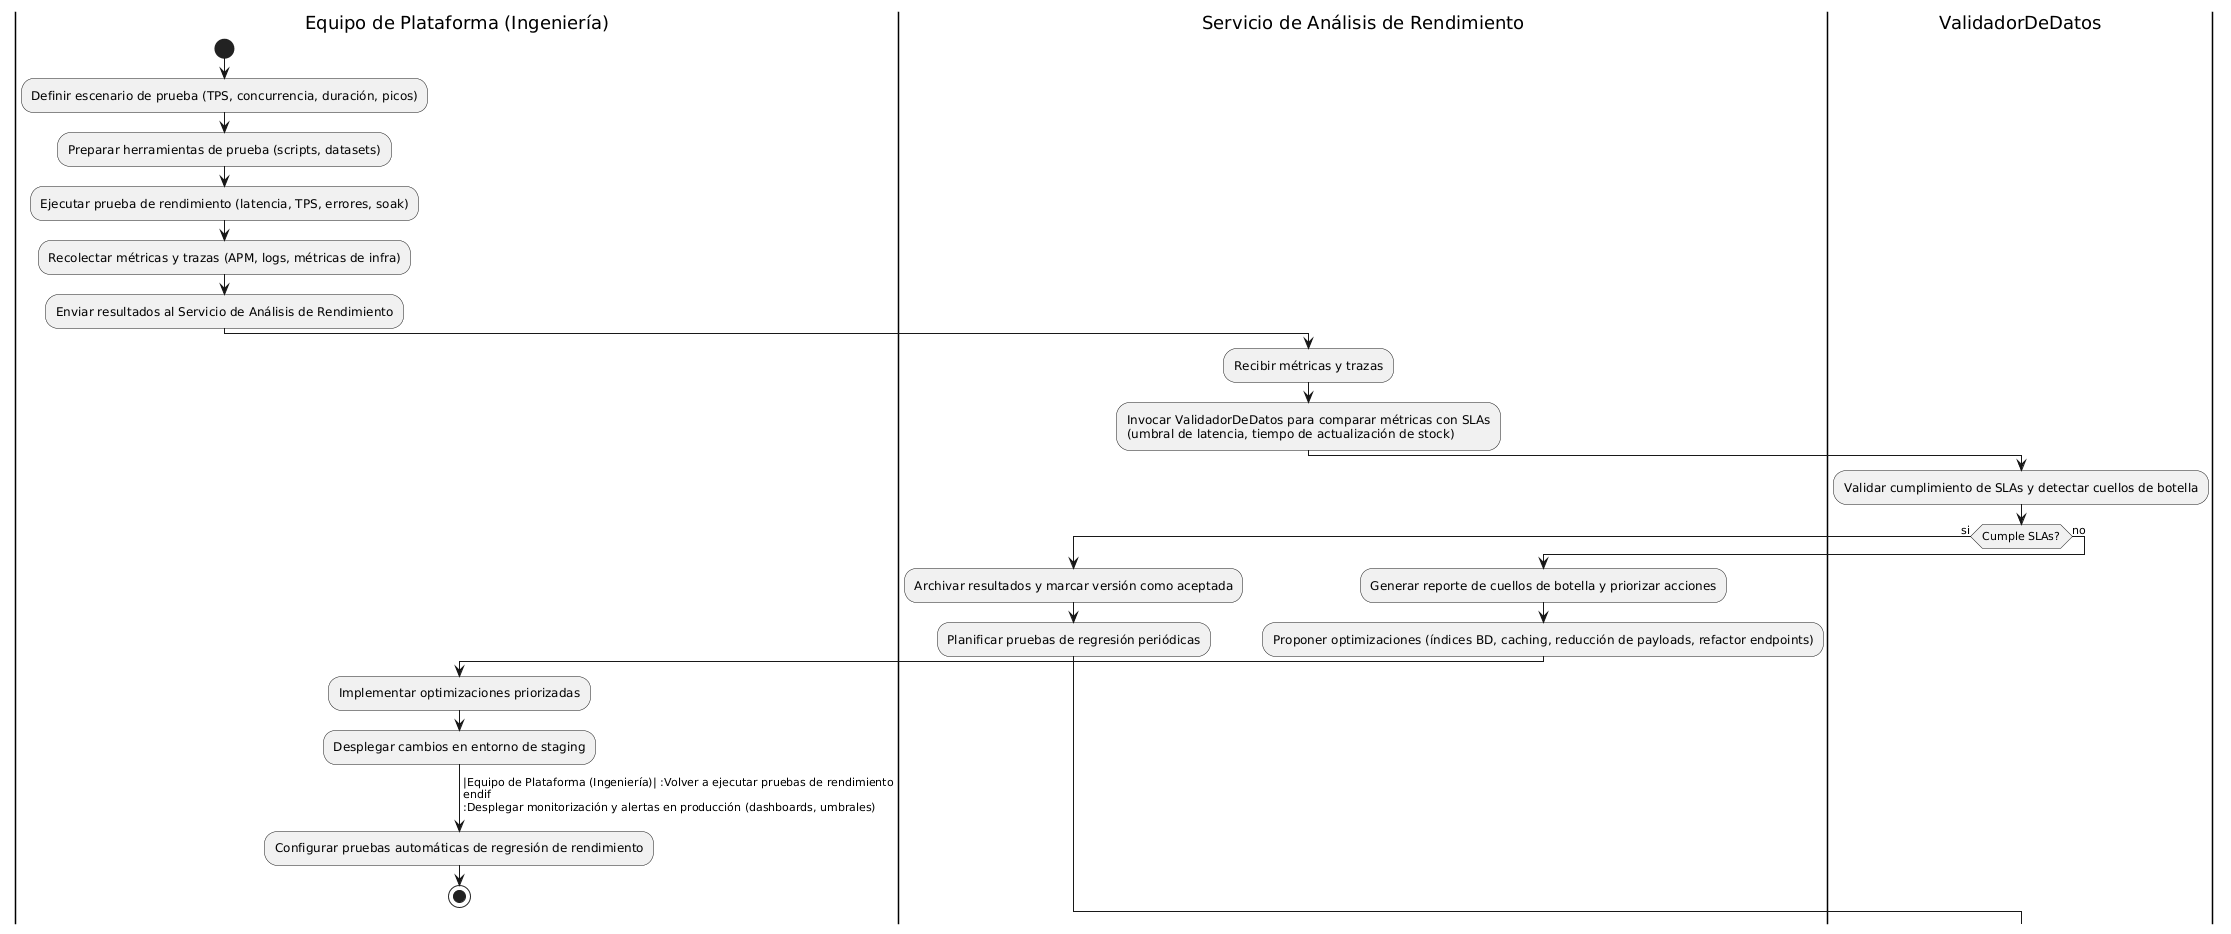 Equipo de Plataforma (Ingeniería)
Servicio de Análisis de Rendimiento
ValidadorDeDatos
Definir escenario de prueba (TPS, concurrencia, duración, picos)
Preparar herramientas de prueba (scripts, datasets)
Ejecutar prueba de rendimiento (latencia, TPS, errores, soak)
Recolectar métricas y trazas (APM, logs, métricas de infra)
Enviar resultados al Servicio de Análisis de Rendimiento
Recibir métricas y trazas
Invocar ValidadorDeDatos para comparar métricas con SLAs
(umbral de latencia, tiempo de actualización de stock)
Validar cumplimiento de SLAs y detectar cuellos de botella
si
Cumple SLAs?
no
Archivar resultados y marcar versión como aceptada
Generar reporte de cuellos de botella y priorizar acciones
Planificar pruebas de regresión periódicas
Proponer optimizaciones (índices BD, caching, reducción de payloads, refactor endpoints)
Implementar optimizaciones priorizadas
Desplegar cambios en entorno de staging
|Equipo de Plataforma (Ingeniería)| :Volver a ejecutar pruebas de rendimiento
endif
:Desplegar monitorización y alertas en producción (dashboards, umbrales)
Configurar pruebas automáticas de regresión de rendimiento